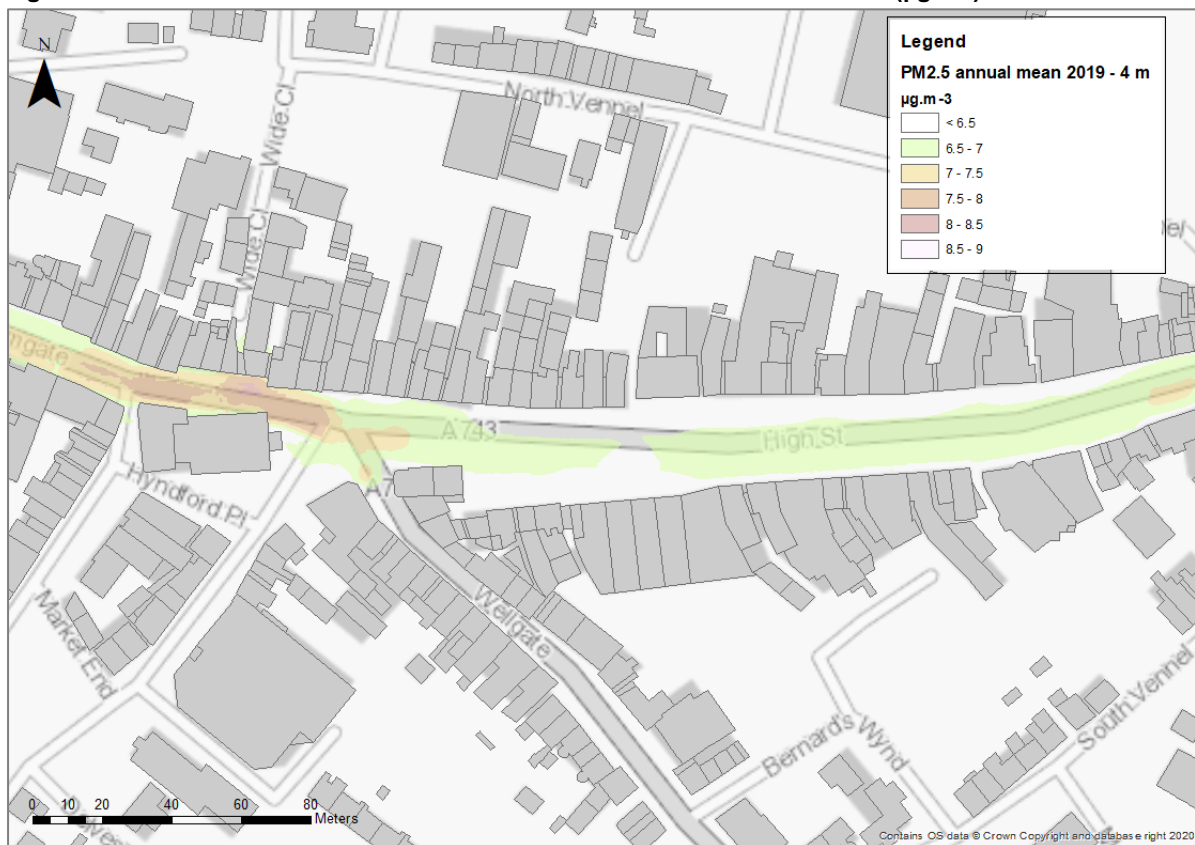 N
Legend
PM2.5 annual mean 2019 - 4 m
µg.m-3
< 6.5
6.5 - 7
7 - 7.5
7.5 - 8
8 - 8.5
8.5 - 9
North Vennel
Wide Cl
Wide Cl
A 743
High St
A7
Hyndford Pl
Wellgate
Market End
Bernard's Wynd
South Vennel
0 10 20 40 60 80
Meters
Contains OS data © Crown Copyright and database right 2020